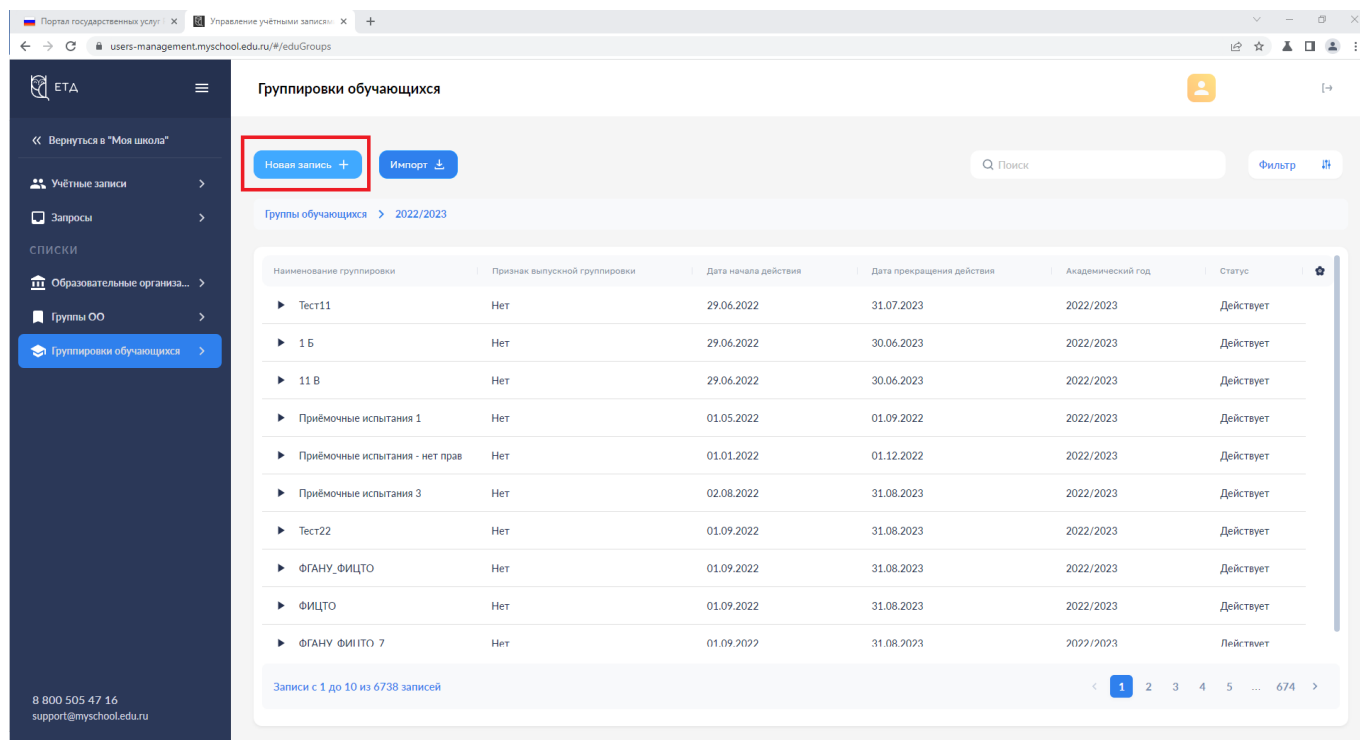 Портал государственных услуг
Управление учётными записям
users-management.myschool.edu.ru/#/eduGroups
ЕТД
Группировки обучающихся
Вернуться в "Моя школа"
Учётные записи
Запросы
СПИСКИ
Образовательные организа...
Группы ОО
Группировки обучающихся
8 800 505 47 16
support@myschool.edu.ru
Новая запись + Импорт Поиск Фильтр
Группы обучающихся > 2022/2023
Наименование группировки Признак выпускной группировки Дата начала действия Дата прекращения действия Академический год Статус
Тест11 Нет 29.06.2022 31.07.2023 2022/2023 Действует
1 Б Нет 29.06.2022 30.06.2023 2022/2023 Действует
11 В Нет 29.06.2022 30.06.2023 2022/2023 Действует
Приёмочные испытания 1 Нет 01.05.2022 01.09.2022 2022/2023 Действует
Приёмочные испытания - нет прав Нет 01.01.2022 01.12.2022 2022/2023 Действует
Приёмочные испытания 3 Нет 02.08.2022 31.08.2023 2022/2023 Действует
Тест22 Нет 01.09.2022 31.08.2023 2022/2023 Действует
ФГАНУ_ФИЦТО Нет 01.09.2022 31.08.2023 2022/2023 Действует
ФИЦТО Нет 01.09.2022 31.08.2023 2022/2023 Действует
ФГАНУ_ФИЦТО_7 Нет 01.09.2022 31.08.2023 2022/2023 Действует
Записи с 1 до 10 из 6738 записей < 1 2 3 4 5 ... 674 >